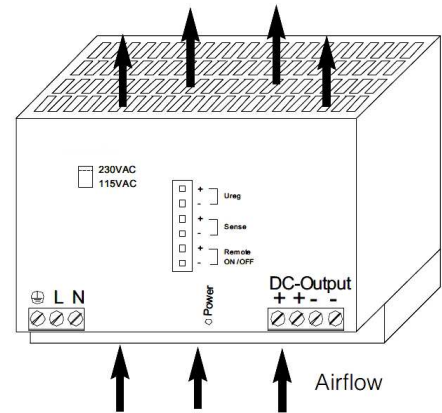 230VAC
115VAC
+
Ureg
-
+
Sense
-
+
Remote
-
ON/OFF
L N
Power
DC-Output
+ + - -
Airflow